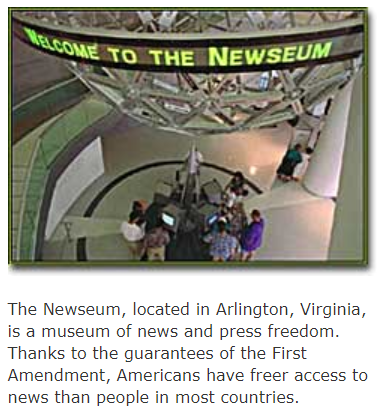 WELCOME TO THE NEWSEUM
The Newseum, located in Arlington, Virginia,
is a museum of news and press freedom.
Thanks to the guarantees of the First
Amendment, Americans have freer access to
news than people in most countries.